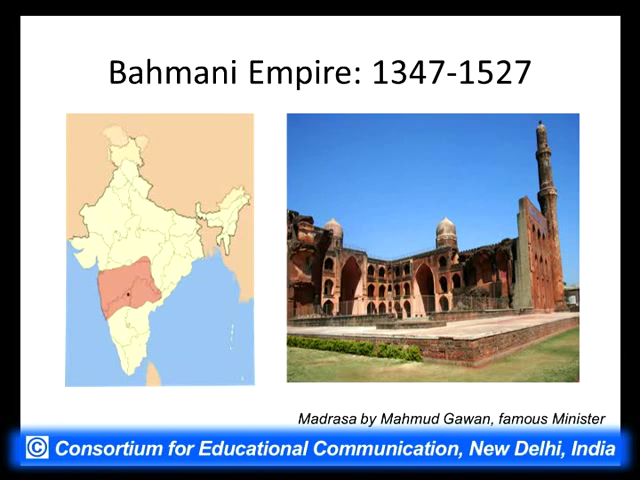 Bahmani Empire: 1347-1527
Madrasa by Mahmud Gawan, famous Minister
© Consortium for Educational Communication, New Delhi, India